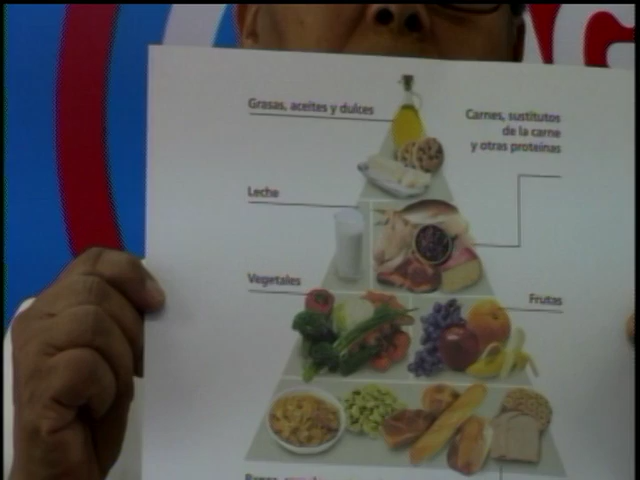 Grasas, aceites y dulces
Carnes, sustitutos
de la carne
y otras proteínas
Leche
Vegetales
Frutas